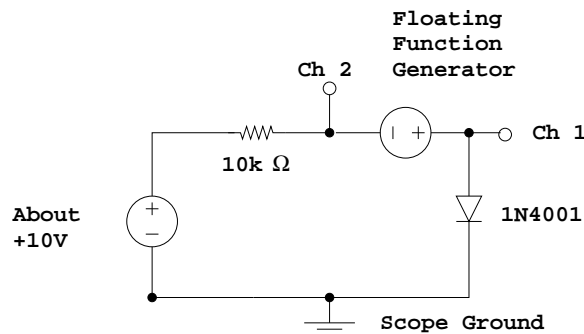 Floating
Function
Generator
Ch 2
Ch 1
10k Ω
About
+10V
1N4001
Scope Ground